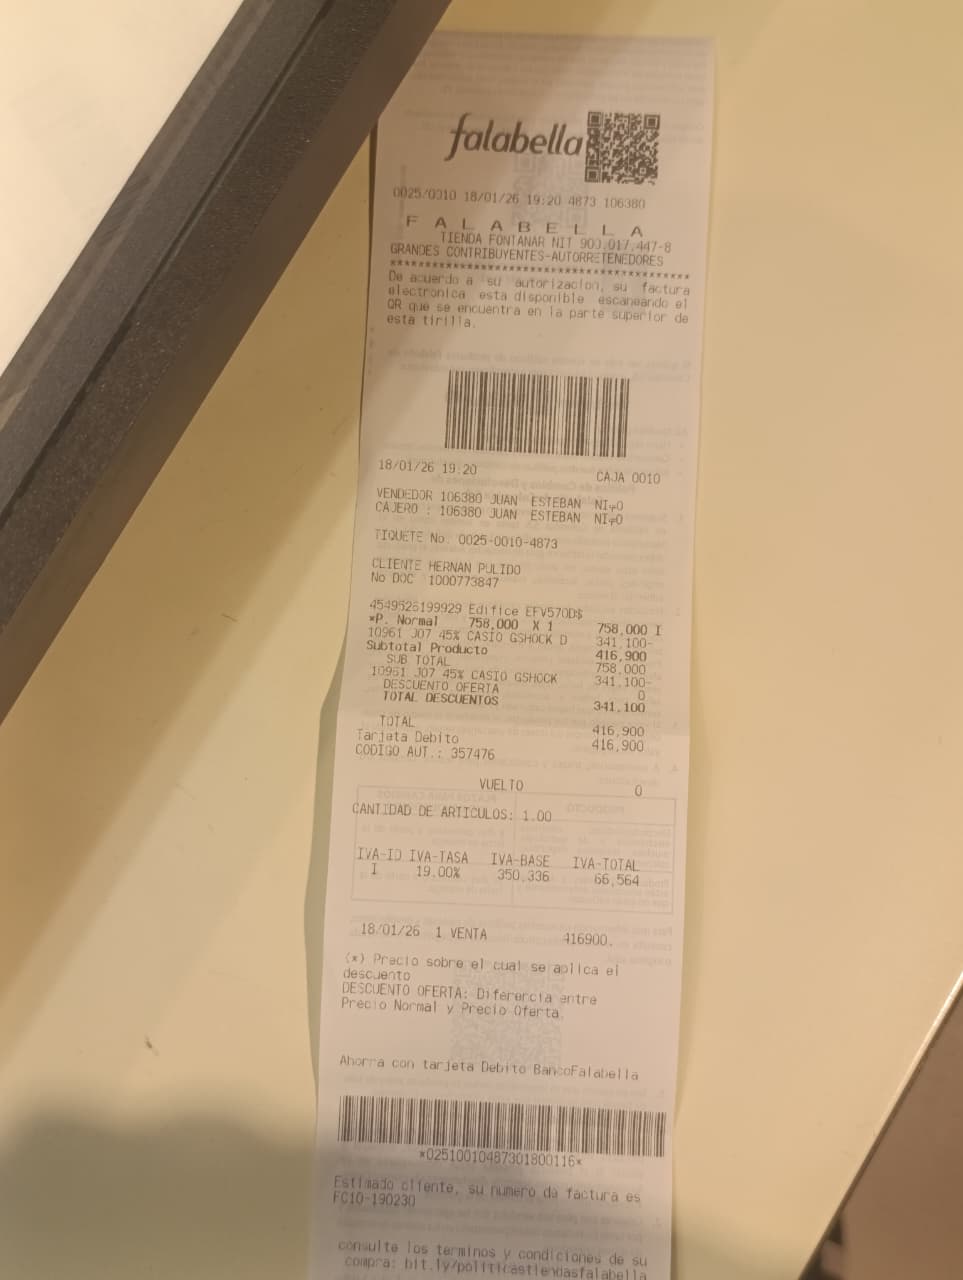 falabella
0025/0010 18/01/26 19:20 4873 106380
F A L A B E L L A
TIENDA FONTANAR NIT 900.017.447-8
GRANDES CONTRIBUYENTES-AUTORRETENEDORES
******************************************
De acuerdo a su autorizacion, su factura
electronica esta disponible escaneando el
QR que se encuentra en la parte superior de
esta tirilla.
18/01/26 19:20 CAJA 0010
VENDEDOR 106380 JUAN ESTEBAN
CAJERO : 106380 JUAN ESTEBAN
TIQUETE No. 0025-0010-4873
CLIENTE HERNAN PULIDO
No DOC 1000773847
4549526199929 Edifice EFV570D$ 
*P. Normal 758,000 X 1 758,000 I
10961 J07 45% CASIO GSHOCK D 341,100-
Subtotal Producto 416,900
SUB TOTAL 758,000
10961 J07 45% CASIO GSHOCK 341,100-
DESCUENTO OFERTA 0
TOTAL DESCUENTOS 341,100
TOTAL 416,900
Tarjeta Debito 416,900
CODIGO AUT.: 357476
VUELTO 0
CANTIDAD DE ARTICULOS: 1.00
IVA-ID IVA-TASA IVA-BASE IVA-TOTAL
I 19.00% 350,336 66,564
18/01/26 1 VENTA 416900.
(*) Precio sobre el cual se aplica el
descuento
DESCUENTO OFERTA: Diferencia entre
Precio Normal y Precio Oferta.
Ahorra con tarjeta Debito BancoFalabella
*02510010487301800116*
Estimado cliente, su numero da factura es
FC10-190230
consulte los terminos y condiciones de su
compra: bit.ly/politicastiendasfalabella